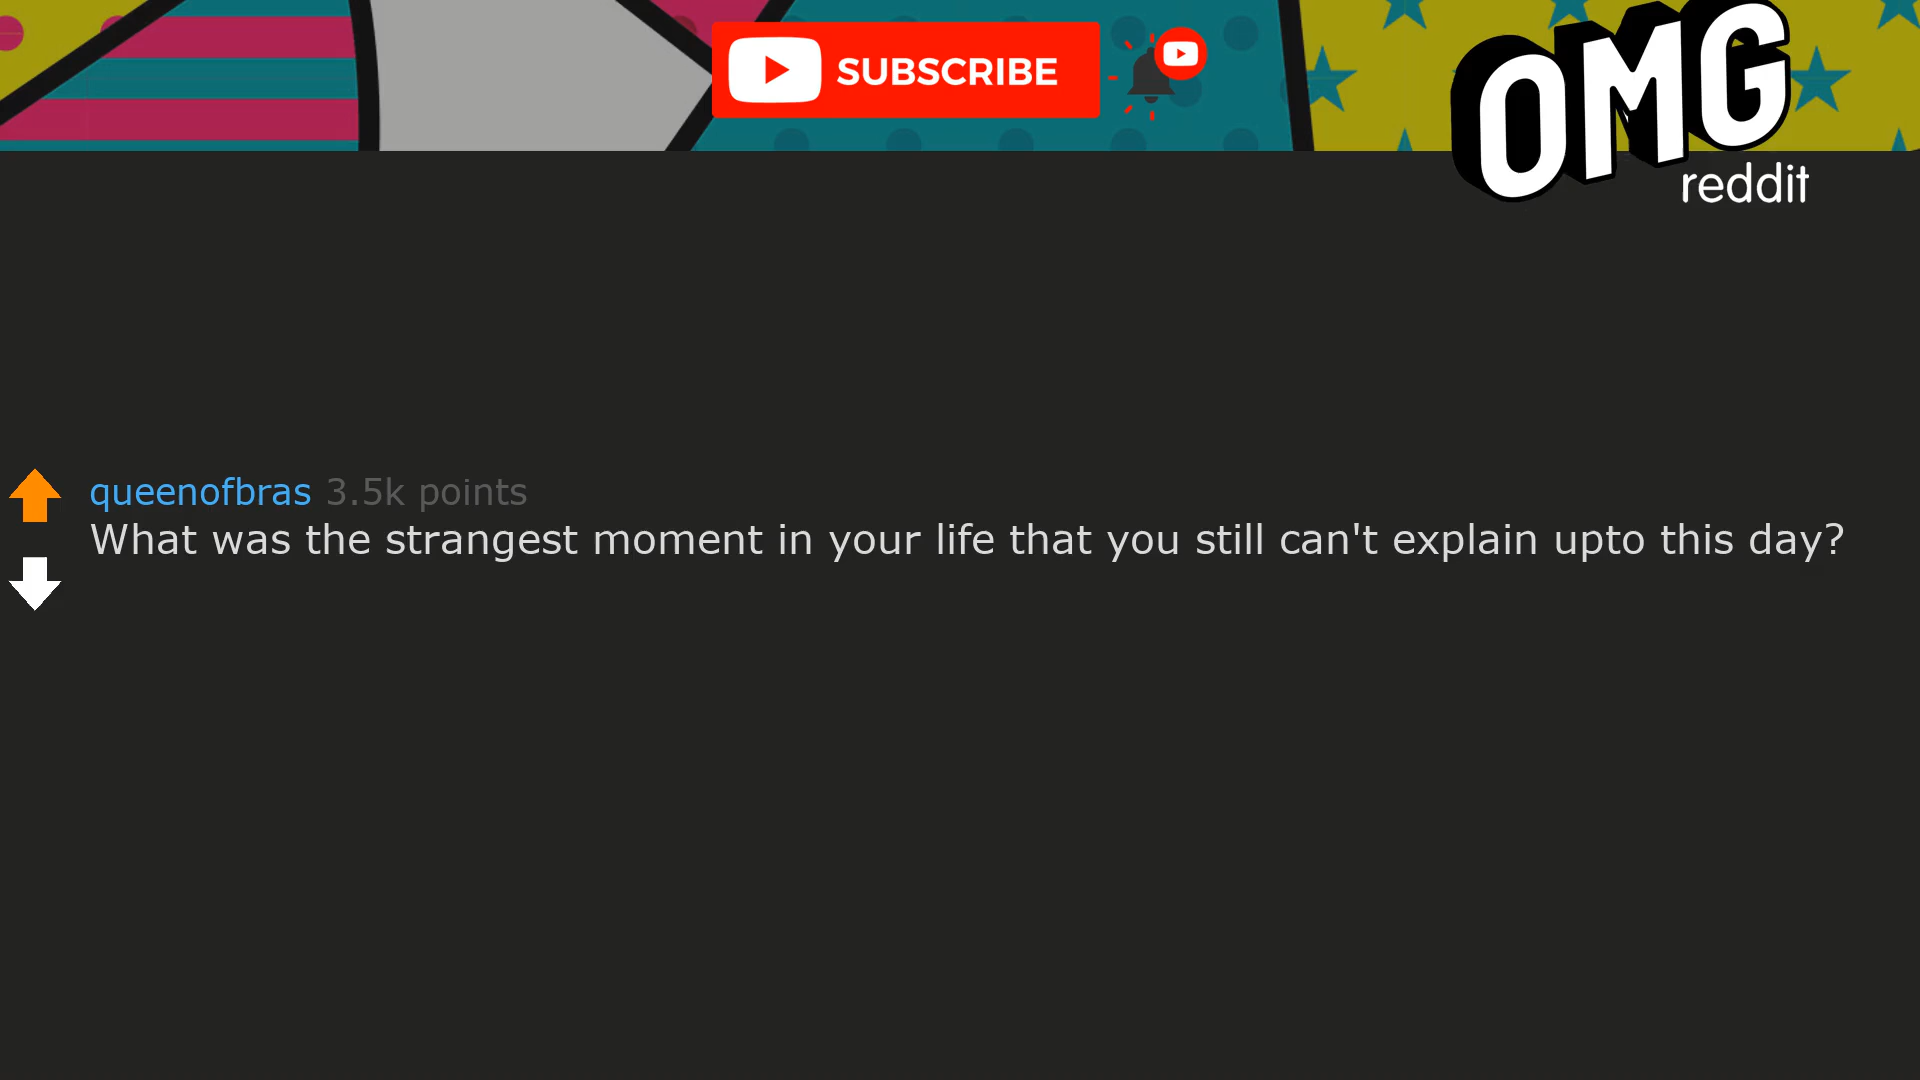 SUBSCRIBE
OMG
reddit
queenofbras 3.5k points
What was the strangest moment in your life that you still can't explain upto this day?